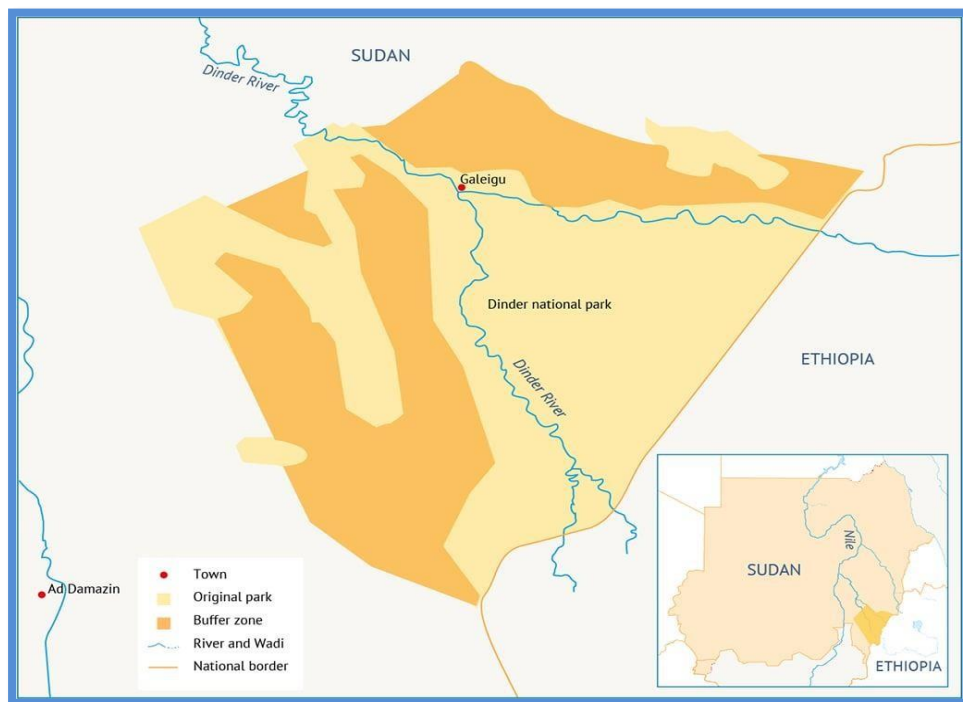 SUDAN
Dinder River
Galeigu
Dinder national park
Dinder River
ETHIOPIA
Ad Damazin
Town
Original park
Buffer zone
River and Wadi
National border
Nile
SUDAN
ETHIOPIA